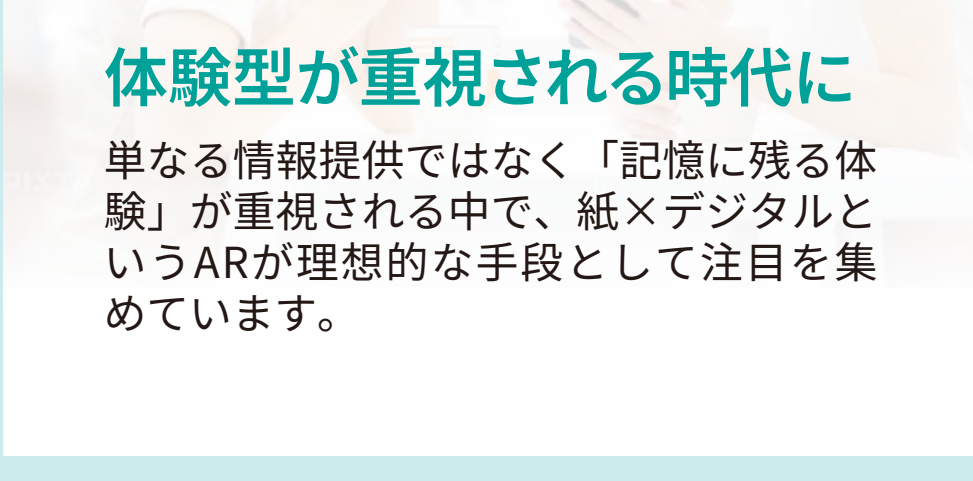 体験型が重視される時代に
単なる情報提供ではなく「記憶に残る体
験」が重視される中で、紙×デジタルと
いうARが理想的な手段として注目を集
めています。